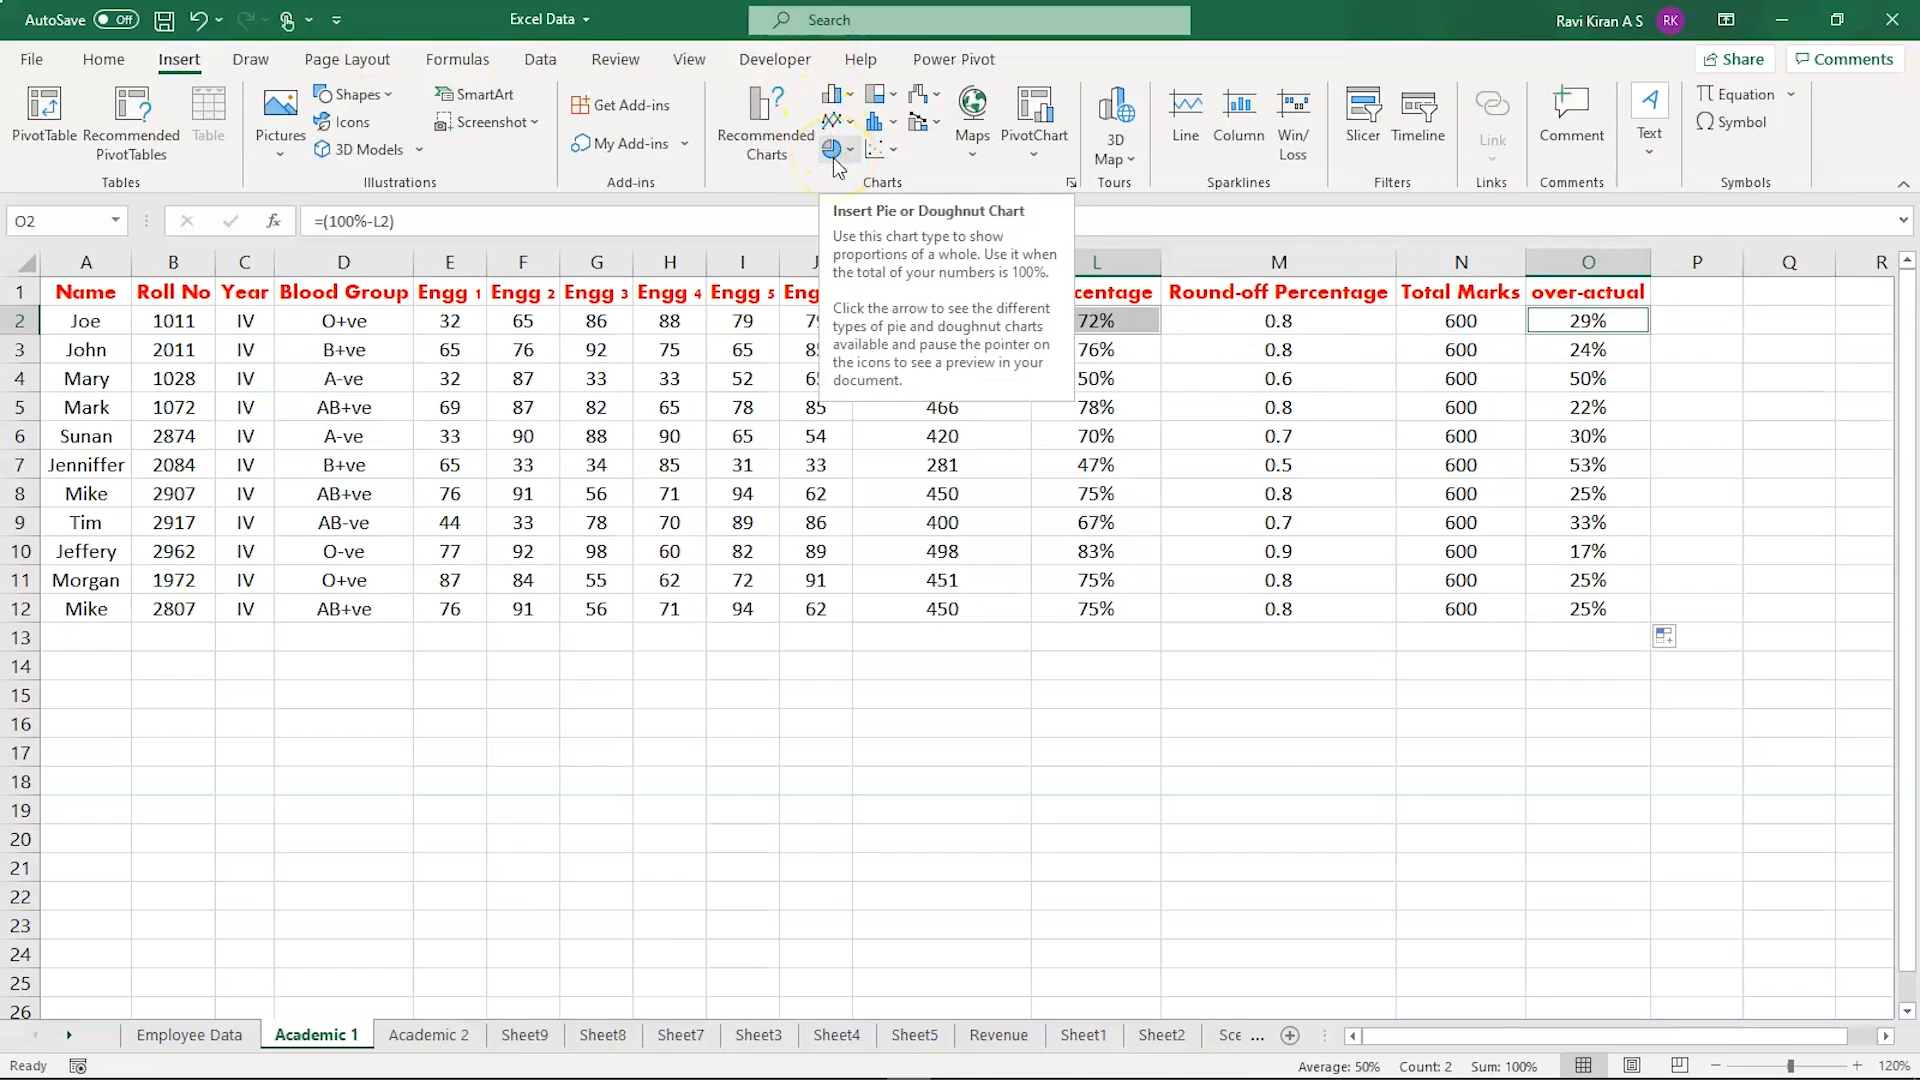 AutoSave Off Excel Data Search Ravi Kiran A S RK
File Home Insert Draw Page Layout Formulas Data Review View Developer Help Power Pivot Share Comments
PivotTable Recommended PivotTables Table
Tables
Pictures Shapes Icons 3D Models SmartArt Screenshot
Illustrations
Get Add-ins
My Add-ins
Add-ins
Recommended Charts Maps PivotChart
Charts
3D Map
Tours
Line Column Win/Loss
Sparklines
Slicer Timeline
Filters
Link
Links
Comment
Comments
Text
Equation
Symbol
Symbols
O2 fx =(100%-L2)
Insert Pie or Doughnut Chart
Use this chart type to show
proportions of a whole. Use it when
the total of your numbers is 100%.
Click the arrow to see the different
types of pie and doughnut charts
available and pause the pointer on
the icons to see a preview in your
document.
A B C D E F G H I J L M N O P Q R
1 Name Roll No Year Blood Group Engg 1 Engg 2 Engg 3 Engg 4 Engg 5 Eng centage Round-off Percentage Total Marks over-actual
2 Joe 1011 IV O+ve 32 65 86 88 79 79 72% 0.8 600 29%
3 John 2011 IV B+ve 65 76 92 75 65 85 76% 0.8 600 24%
4 Mary 1028 IV A-ve 32 87 33 33 52 65 50% 0.6 600 50%
5 Mark 1072 IV AB+ve 69 87 82 65 78 85 466 78% 0.8 600 22%
6 Sunan 2874 IV A-ve 33 90 88 90 65 54 420 70% 0.7 600 30%
7 Jenniffer 2084 IV B+ve 65 33 34 85 31 33 281 47% 0.5 600 53%
8 Mike 2907 IV AB+ve 76 91 56 71 94 62 450 75% 0.8 600 25%
9 Tim 2917 IV AB-ve 44 33 78 70 89 86 400 67% 0.7 600 33%
10 Jeffery 2962 IV O-ve 77 92 98 60 82 89 498 83% 0.9 600 17%
11 Morgan 1972 IV O+ve 87 84 55 62 72 91 451 75% 0.8 600 25%
12 Mike 2807 IV AB+ve 76 91 56 71 94 62 450 75% 0.8 600 25%
13
14
15
16
17
18
19
20
21
22
23
24
25
26
Employee Data Academic 1 Academic 2 Sheet9 Sheet8 Sheet7 Sheet3 Sheet4 Sheet5 Revenue Sheet1 Sheet2 Sce ...
Ready Average: 50% Count: 2 Sum: 100% 120%